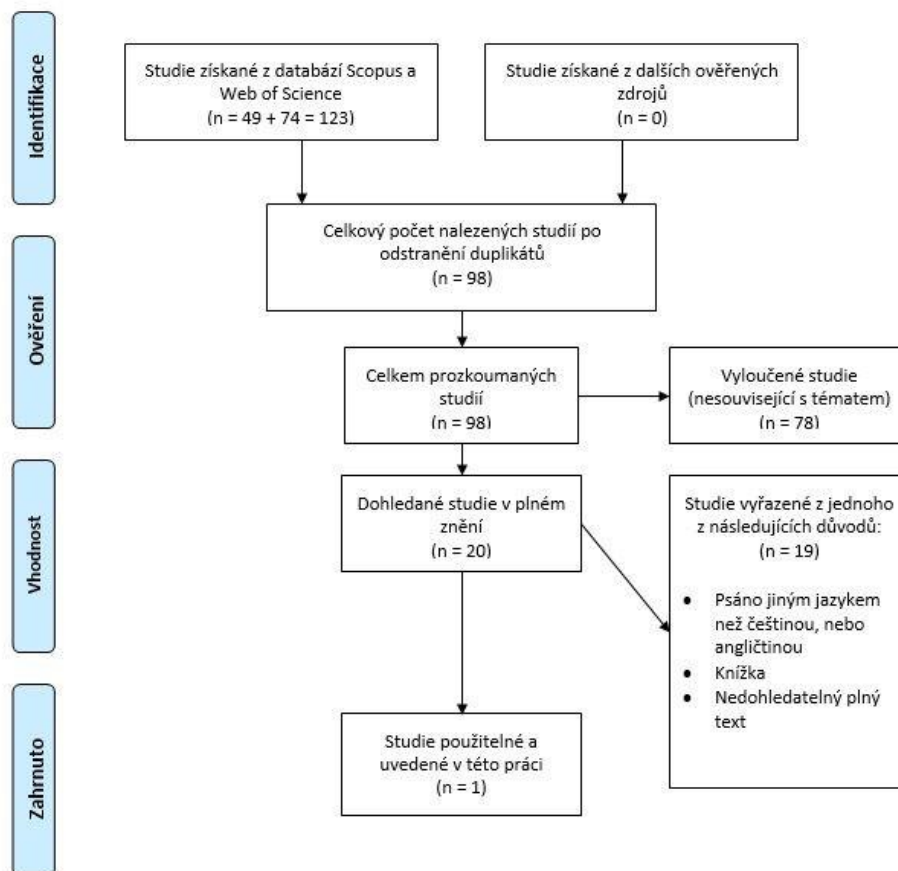 Identifikace
Studie získané z databází Scopus a
Web of Science
(n = 49 + 74 = 123)
Studie získané z dalších ověřených
zdrojů
(n = 0)
Celkový počet nalezených studií po
odstranění duplikátů
(n = 98)
Ověření
Celkem prozkoumaných
studií
(n = 98)
Vyloučené studie
(nesouvisející s tématem)
n = 78)
Vhodnost
Dohledané studie v plném
znění
(n = 20)
Studie vyřazené z jednoho
z následujících důvodů:
(n = 19)
● Psáno jiným jazykem
než češtinou, nebo
angličtinou
● Knížka
● Nedohledatelný plný
text
Zahrnuto
Studie použitelné a
uvedené v této práci
(n = 1)